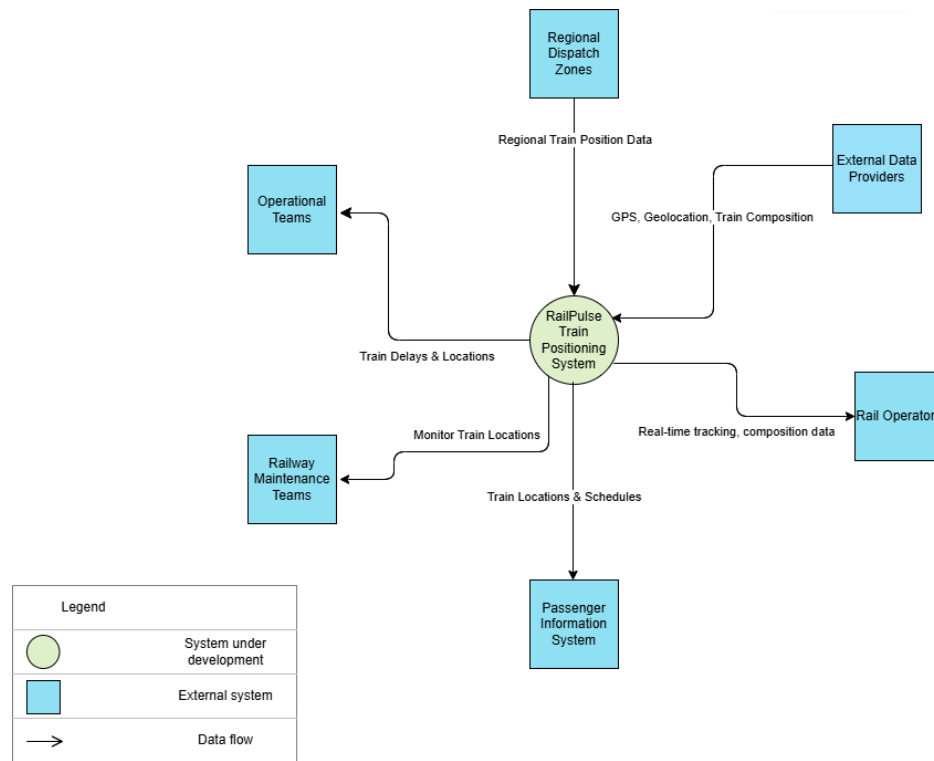 Regional
Dispatch
Zones
Regional Train Position Data
External Data
Providers
GPS, Geolocation, Train Composition
Operational
Teams
RailPulse
Train
Positioning
System
Train Delays & Locations
Rail Operator
Real-time tracking, composition data
Monitor Train Locations
Railway
Maintenance
Teams
Train Locations & Schedules
Passenger
Information
System
Legend
System under
development
External system
Data flow